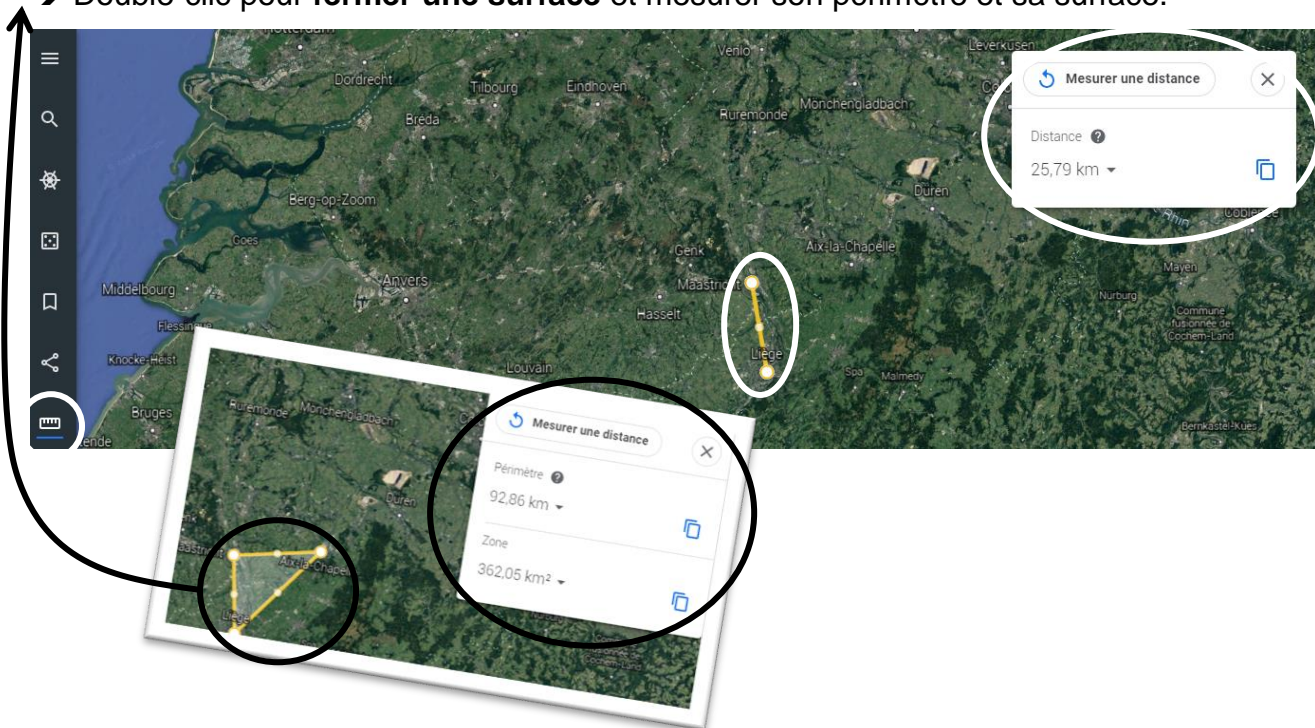 ➔ Double-clic pour fermer une surface et mesurer son périmètre et sa surface.
Rotterdam
Dordrecht
Tilbourg
Eindhoven
Venlo
Leverkusen
Bréda
Ruremonde
Mönchengladbach
Mesurer une distance
Distance
25,79 km
Berg-op-Zoom
Düren
Rhin
Coblence
Goes
Genk
Aix-la-Chapelle
Mayen
Middelbourg
Anvers
Maastricht
Hasselt
Nürburg
Commune
fusionnée de
Cochem-Land
Flessingue
Knocke-Heist
Louvain
Liège
Spa
Malmedy
Bruges
Bernkastel-Kues
Ruremonde
Mönchengladbach
Mesurer une distance
Périmètre
92,86 km
Düren
Zone
362,05 km²
Maastricht
Aix-la-Chapelle
Liège